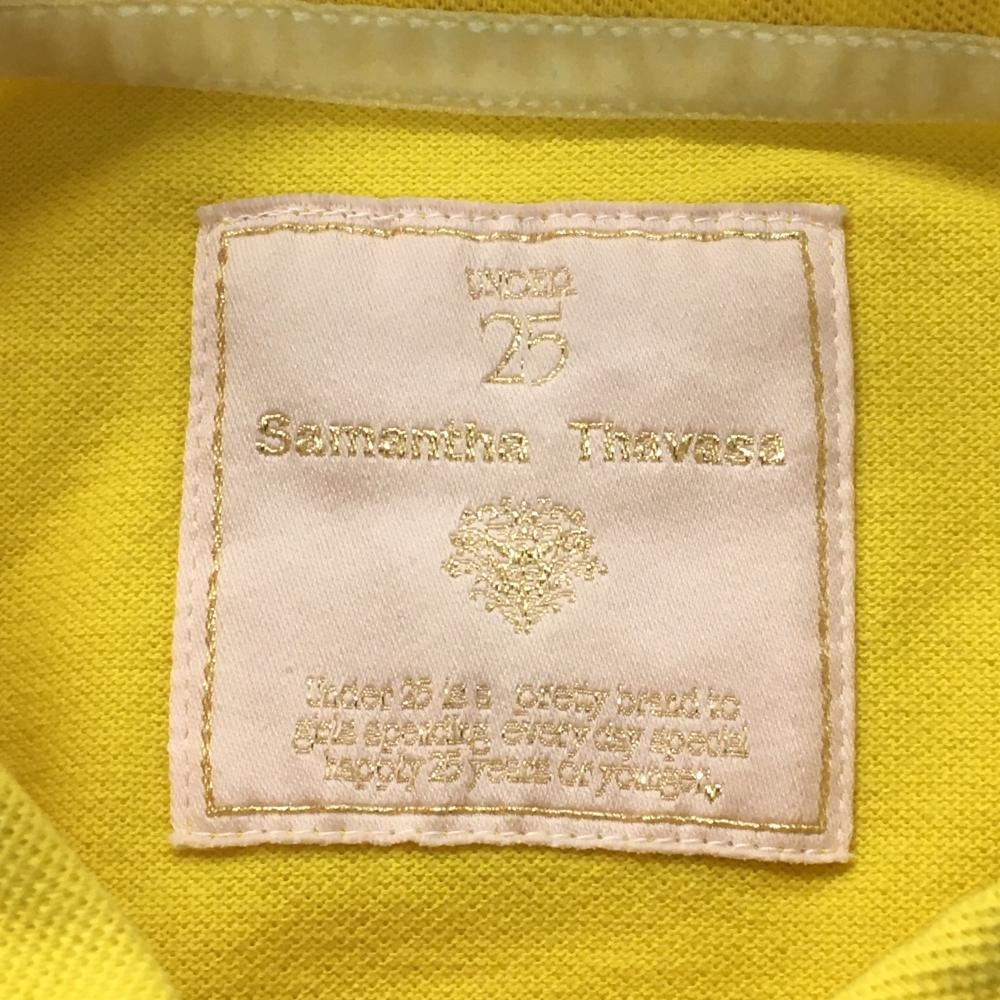 UNDER
25
Samantha Thavasa
Under 25 is a pretty brand to
girls spending every day special
happily 25 years or younger.